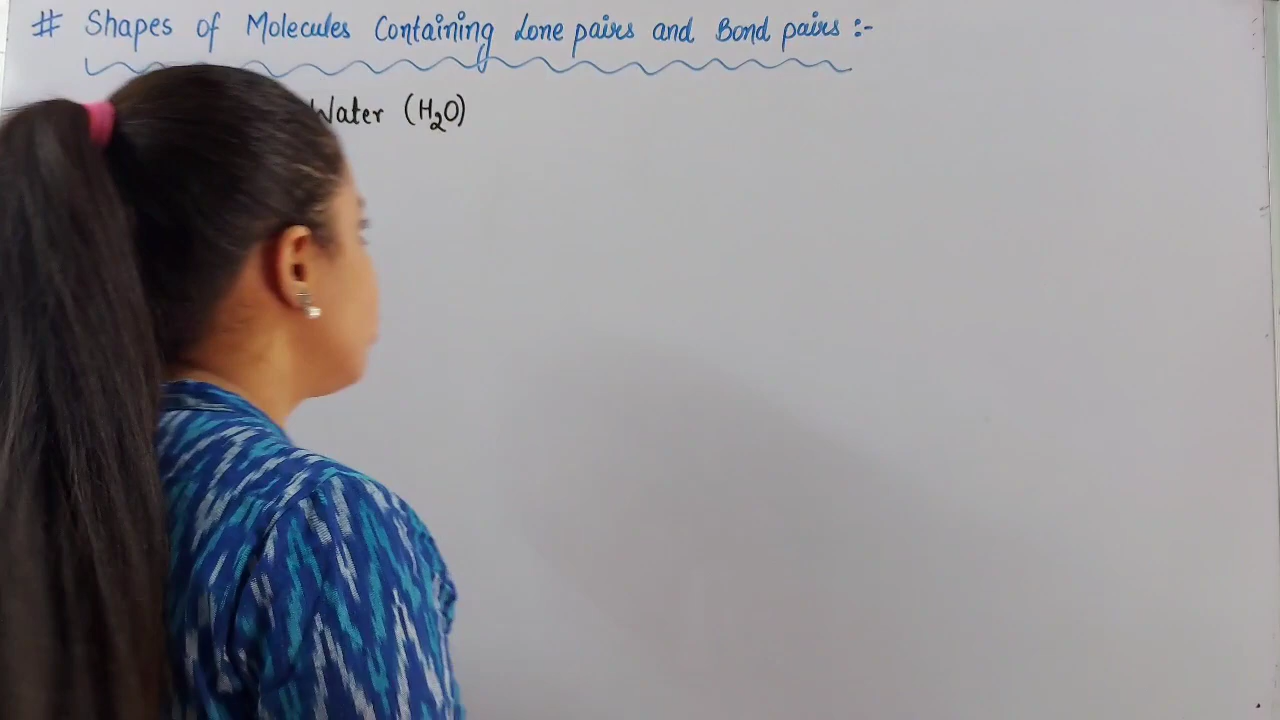 # Shapes of Molecules Containing Lone pairs and Bond pairs :-
Water (H₂O)